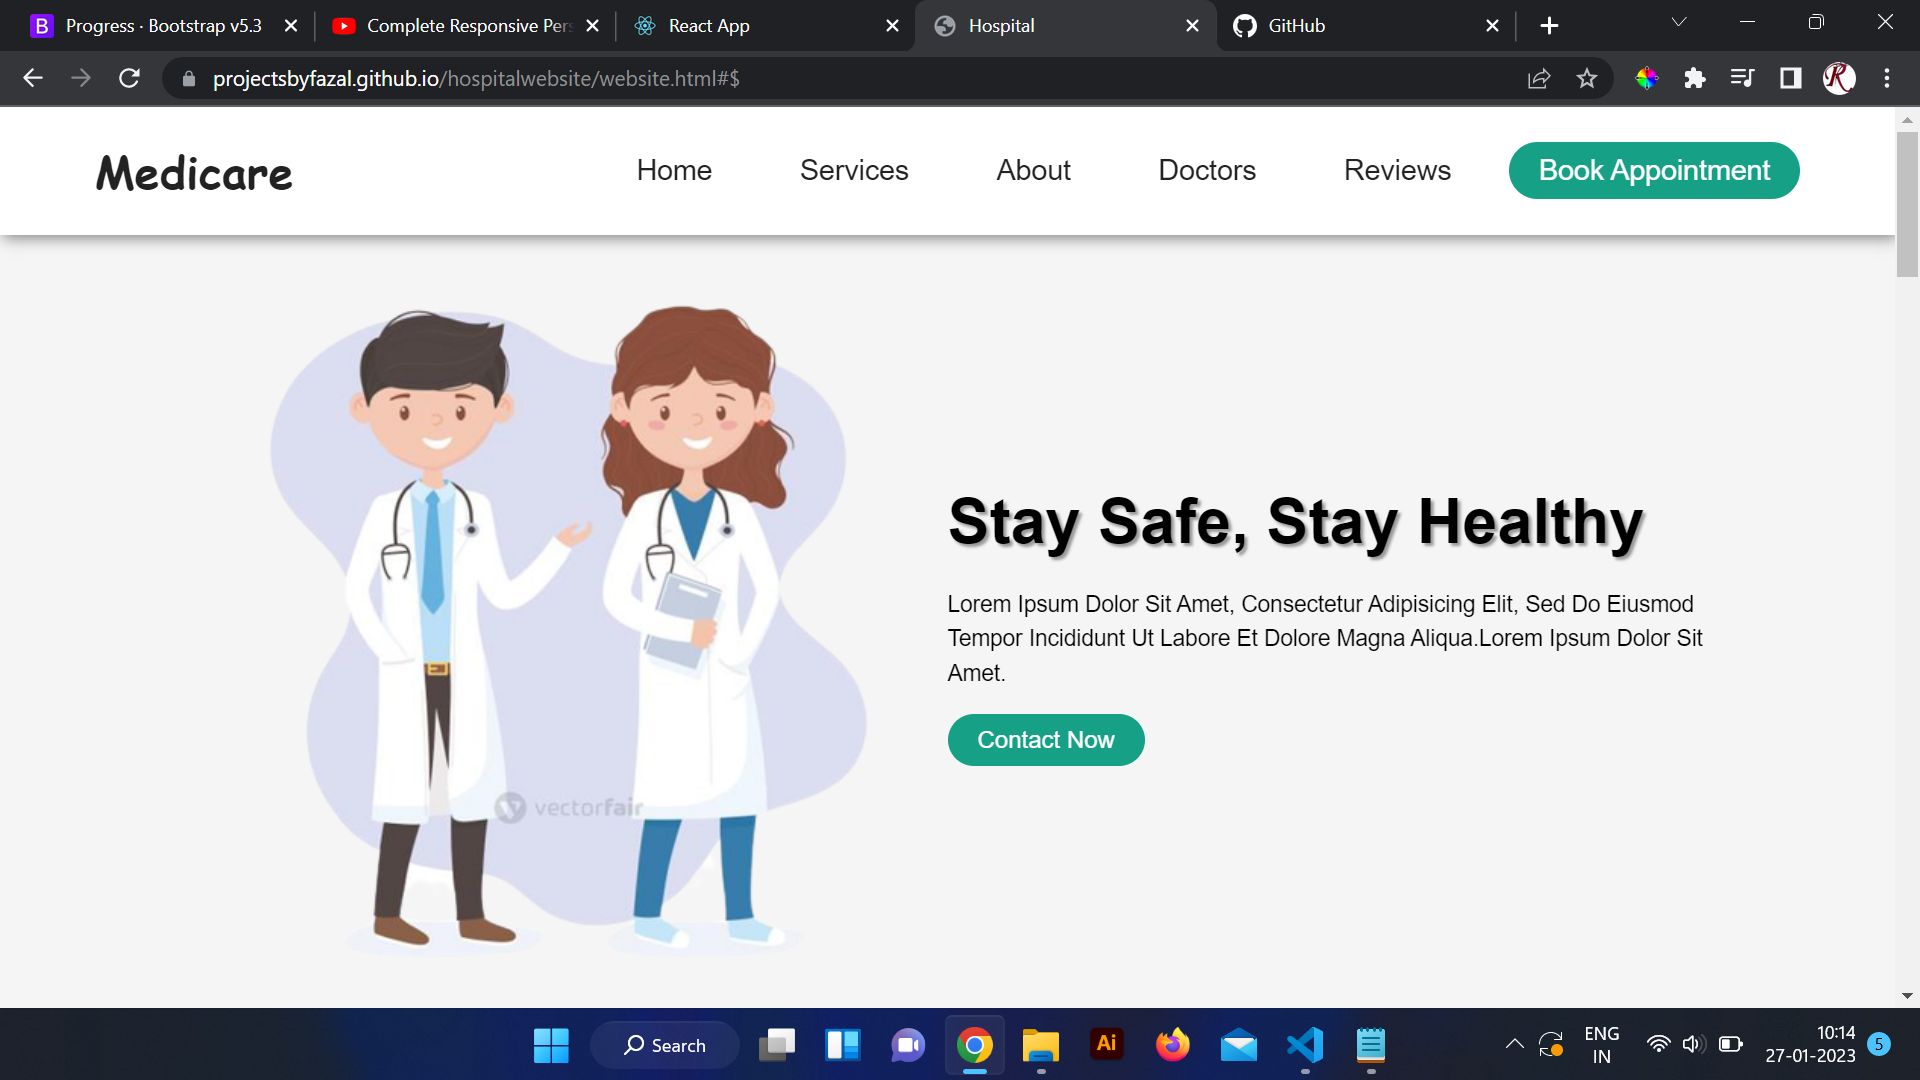 Progress · Bootstrap v5.3
Complete Responsive Pers
React App
Hospital
GitHub
projectsbyfazal.github.io/hospitalwebsite/website.html#$
Medicare
Home
Services
About
Doctors
Reviews
Book Appointment
Stay Safe, Stay Healthy
Lorem Ipsum Dolor Sit Amet, Consectetur Adipisicing Elit, Sed Do Eiusmod
Tempor Incididunt Ut Labore Et Dolore Magna Aliqua.Lorem Ipsum Dolor Sit
Amet.
Contact Now
vectorfair
Search
Ai
ENG
IN
10:14
27-01-2023
5